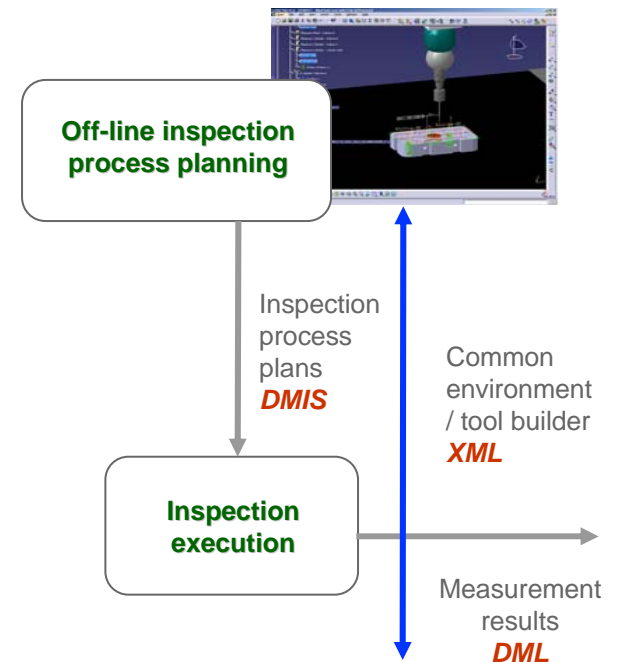 Off-line inspection
process planning
Inspection
process
plans
DMIS
Common
environment
/ tool builder
XML
Inspection
execution
Measurement
results
DML